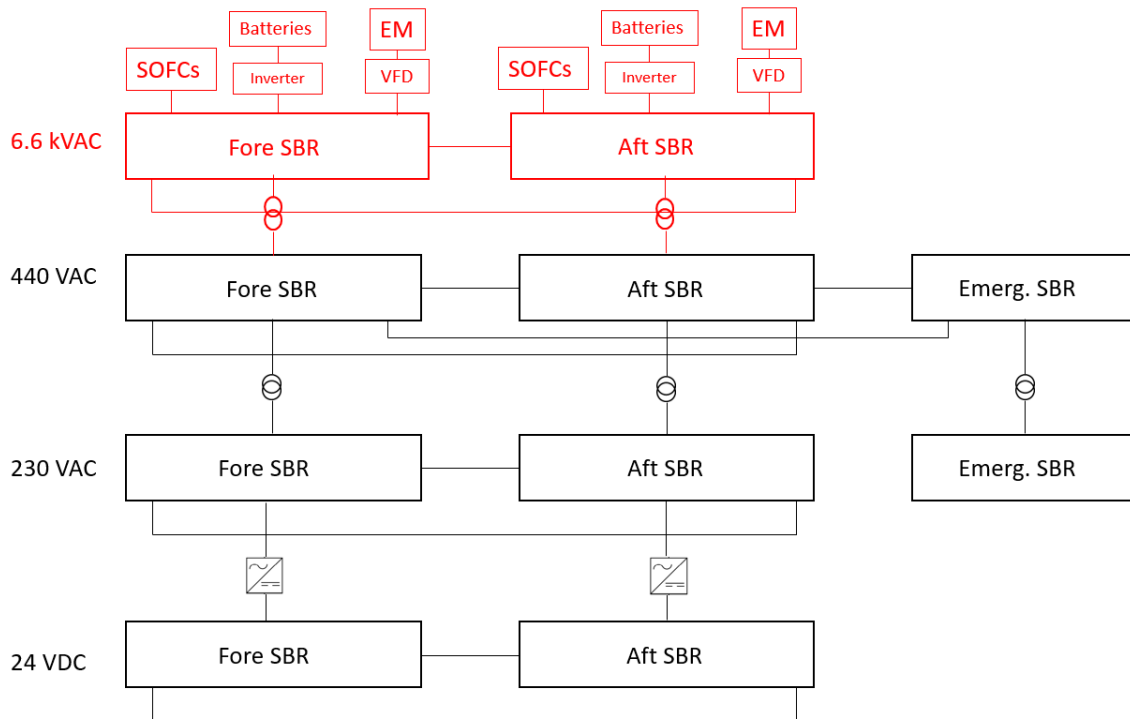 Batteries
EM
Batteries
EM
SOFCs
Inverter
VFD
SOFCs
Inverter
VFD
6.6 kVAC
Fore SBR
Aft SBR
440 VAC
Fore SBR
Aft SBR
Emerg. SBR
230 VAC
Fore SBR
Aft SBR
Emerg. SBR
24 VDC
Fore SBR
Aft SBR